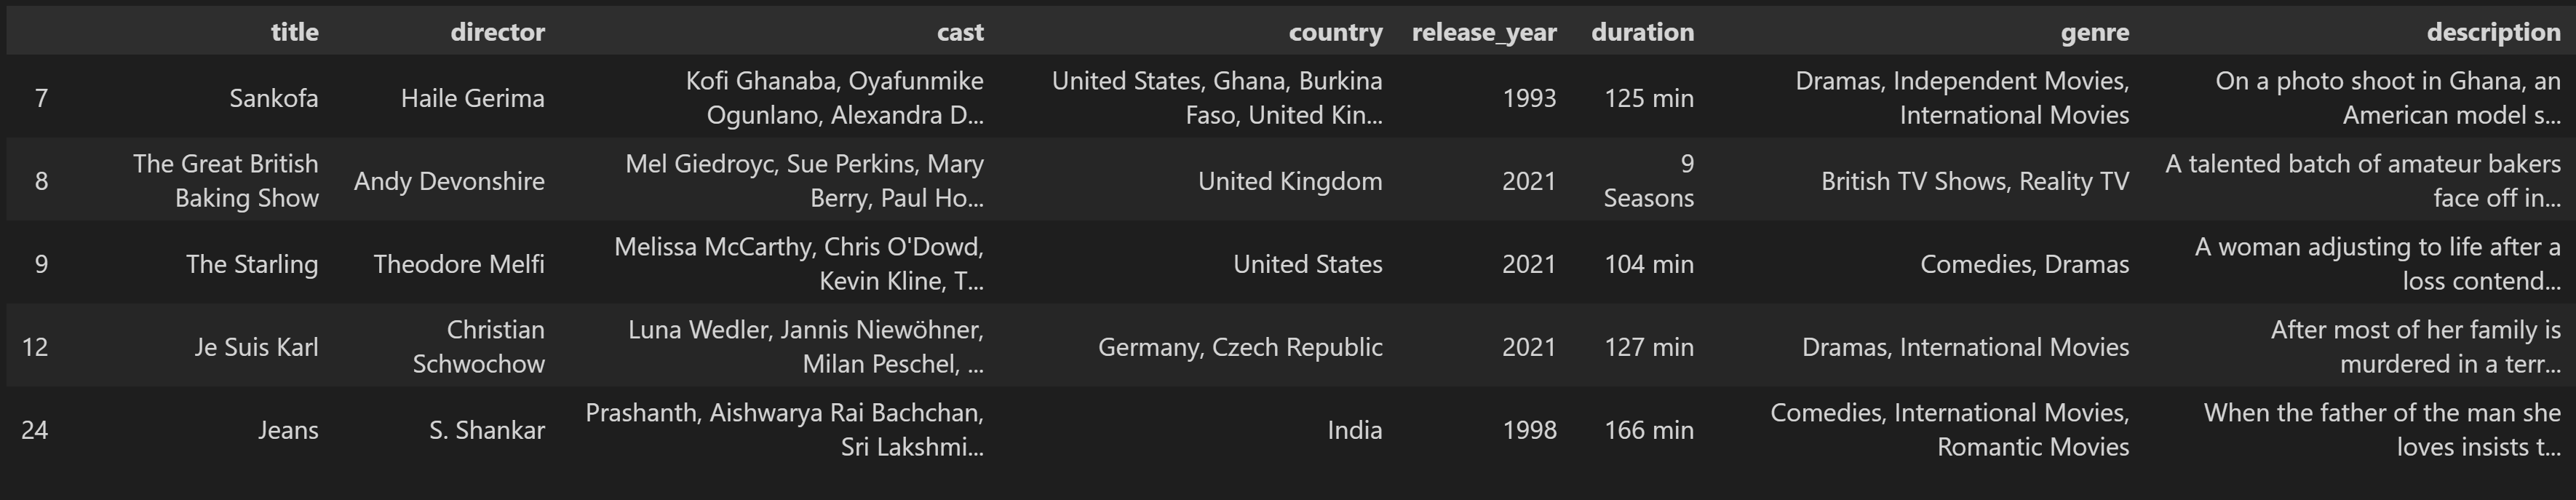 title director cast country release_year duration genre description
7 Sankofa Haile Gerima Kofi Ghanaba, Oyafunmike Ogunlano, Alexandra D... United States, Ghana, Burkina Faso, United Kin... 1993 125 min Dramas, Independent Movies, International Movies On a photo shoot in Ghana, an American model s...
8 The Great British Baking Show Andy Devonshire Mel Giedroyc, Sue Perkins, Mary Berry, Paul Ho... United Kingdom 2021 9 Seasons British TV Shows, Reality TV A talented batch of amateur bakers face off in...
9 The Starling Theodore Melfi Melissa McCarthy, Chris O'Dowd, Kevin Kline, T... United States 2021 104 min Comedies, Dramas A woman adjusting to life after a loss contend...
12 Je Suis Karl Christian Schwochow Luna Wedler, Jannis Niewöhner, Milan Peschel, ... Germany, Czech Republic 2021 127 min Dramas, International Movies After most of her family is murdered in a terr...
24 Jeans S. Shankar Prashanth, Aishwarya Rai Bachchan, Sri Lakshmi... India 1998 166 min Comedies, International Movies, Romantic Movies When the father of the man she loves insists t...